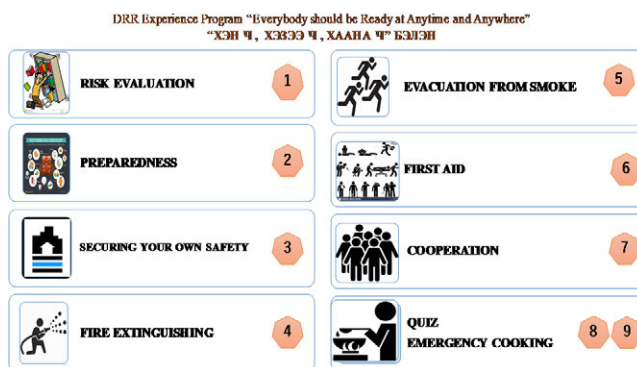 DRR Experience Program “Everybody should be Ready at Anytime and Anywhere”
“ХЭН Ч , ХЭЗЭЭ Ч , ХААНА Ч” БЭЛЭН
RISK EVALUATION 1
PREPAREDNESS 2
SECURING YOUR OWN SAFETY 3
FIRE EXTINGUISHING 4
EVACUATION FROM SMOKE 5
FIRST AID 6
COOPERATION 7
QUIZ
EMERGENCY COOKING 8 9